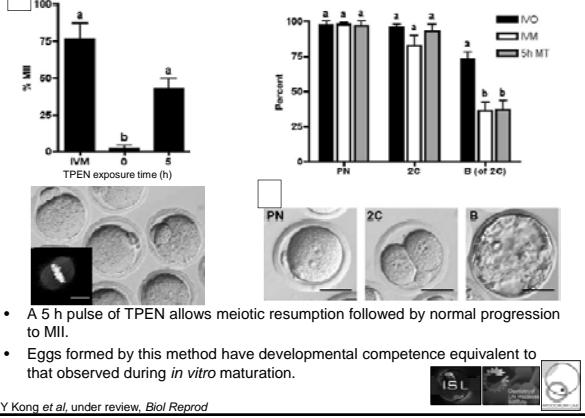 100
75
50
25
0
% MII
a
b
a
IVM 0 5
TPEN exposure time (h)
100
75
50
25
0
Percent
a a a
a a a
a b b
PN 2C B (of 2C)
IVO
IVM
5h MT
PN 2C B
• A 5 h pulse of TPEN allows meiotic resumption followed by normal progression
to MII.
• Eggs formed by this method have developmental competence equivalent to
that observed during in vitro maturation.
Y Kong et al, under review, Biol Reprod
ISL